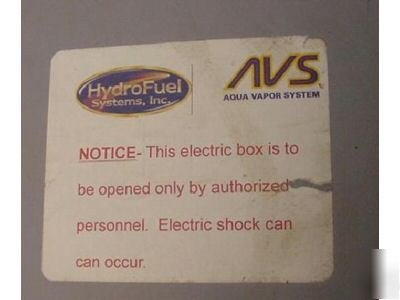 HydroFuel
Systems, Inc.
AVS
AQUA VAPOR SYSTEM
NOTICE- This electric box is to
be opened only by authorized
personnel. Electric shock can
can occur.